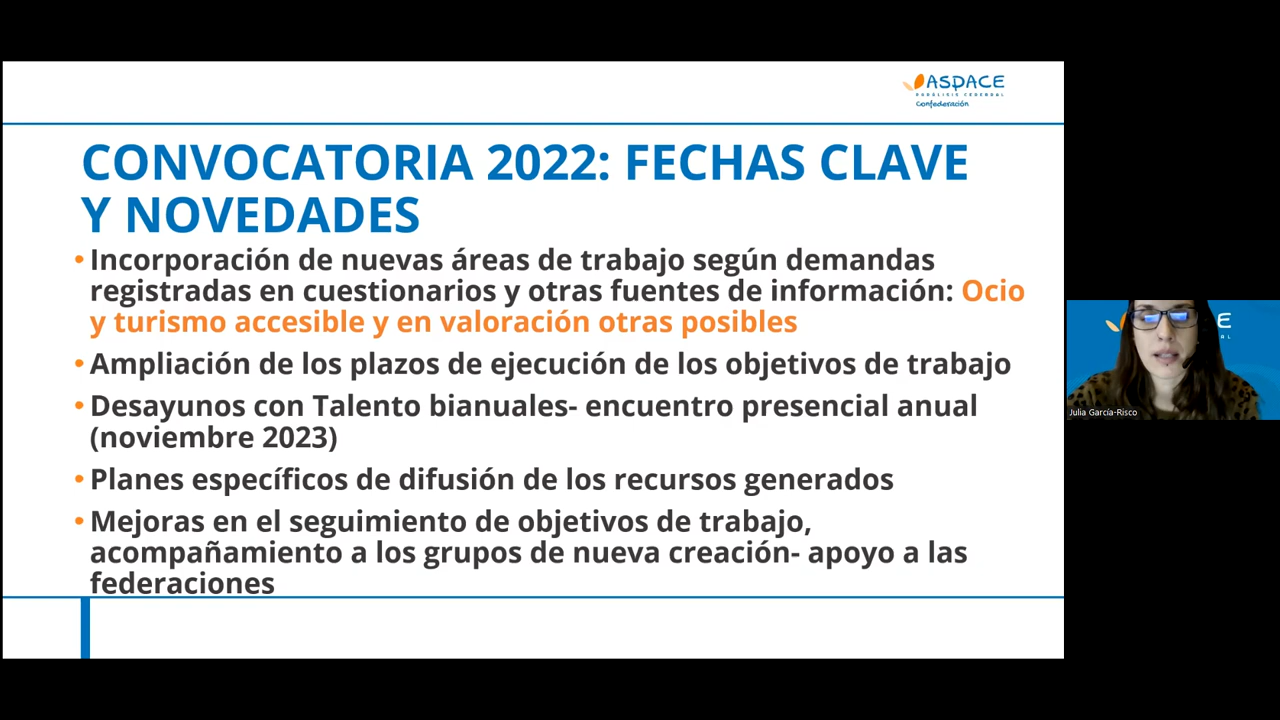 ASPACE
PARÁLISIS CEREBRAL
Confederación
CONVOCATORIA 2022: FECHAS CLAVE
Y NOVEDADES
• Incorporación de nuevas áreas de trabajo según demandas
registradas en cuestionarios y otras fuentes de información: Ocio
y turismo accesible y en valoración otras posibles
• Ampliación de los plazos de ejecución de los objetivos de trabajo
• Desayunos con Talento bianuales- encuentro presencial anual
(noviembre 2023)
• Planes específicos de difusión de los recursos generados
• Mejoras en el seguimiento de objetivos de trabajo,
acompañamiento a los grupos de nueva creación- apoyo a las
federaciones
Julia García-Risco